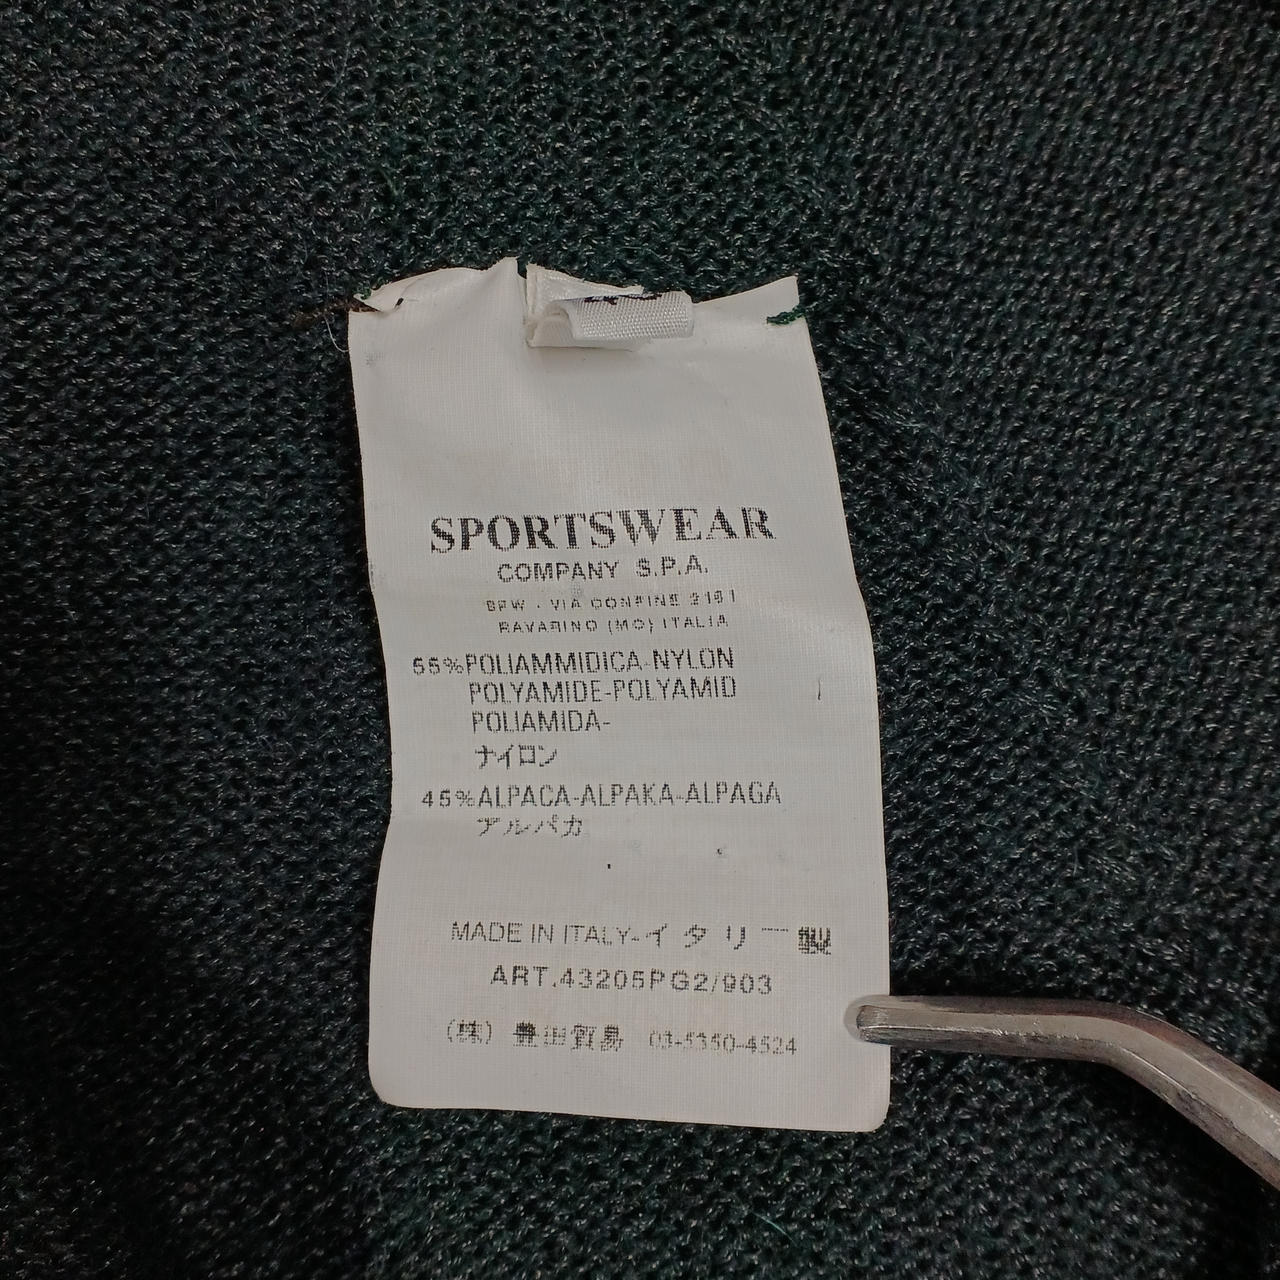 SPORTSWEAR
COMPANY S.P.A.
SPW - VIA CONFINE 2161
RAVARINO (MO) ITALIA
55%POLIAMMIDICA-NYLON
POLYAMIDE-POLYAMID
POLIAMIDA-
ナイロン
45%ALPACA-ALPAKA-ALPAGA
アルパカ
MADE IN ITALY-イタリー製
ART.43205PG2/903
(株) 豊田貿易 03-5350-4524